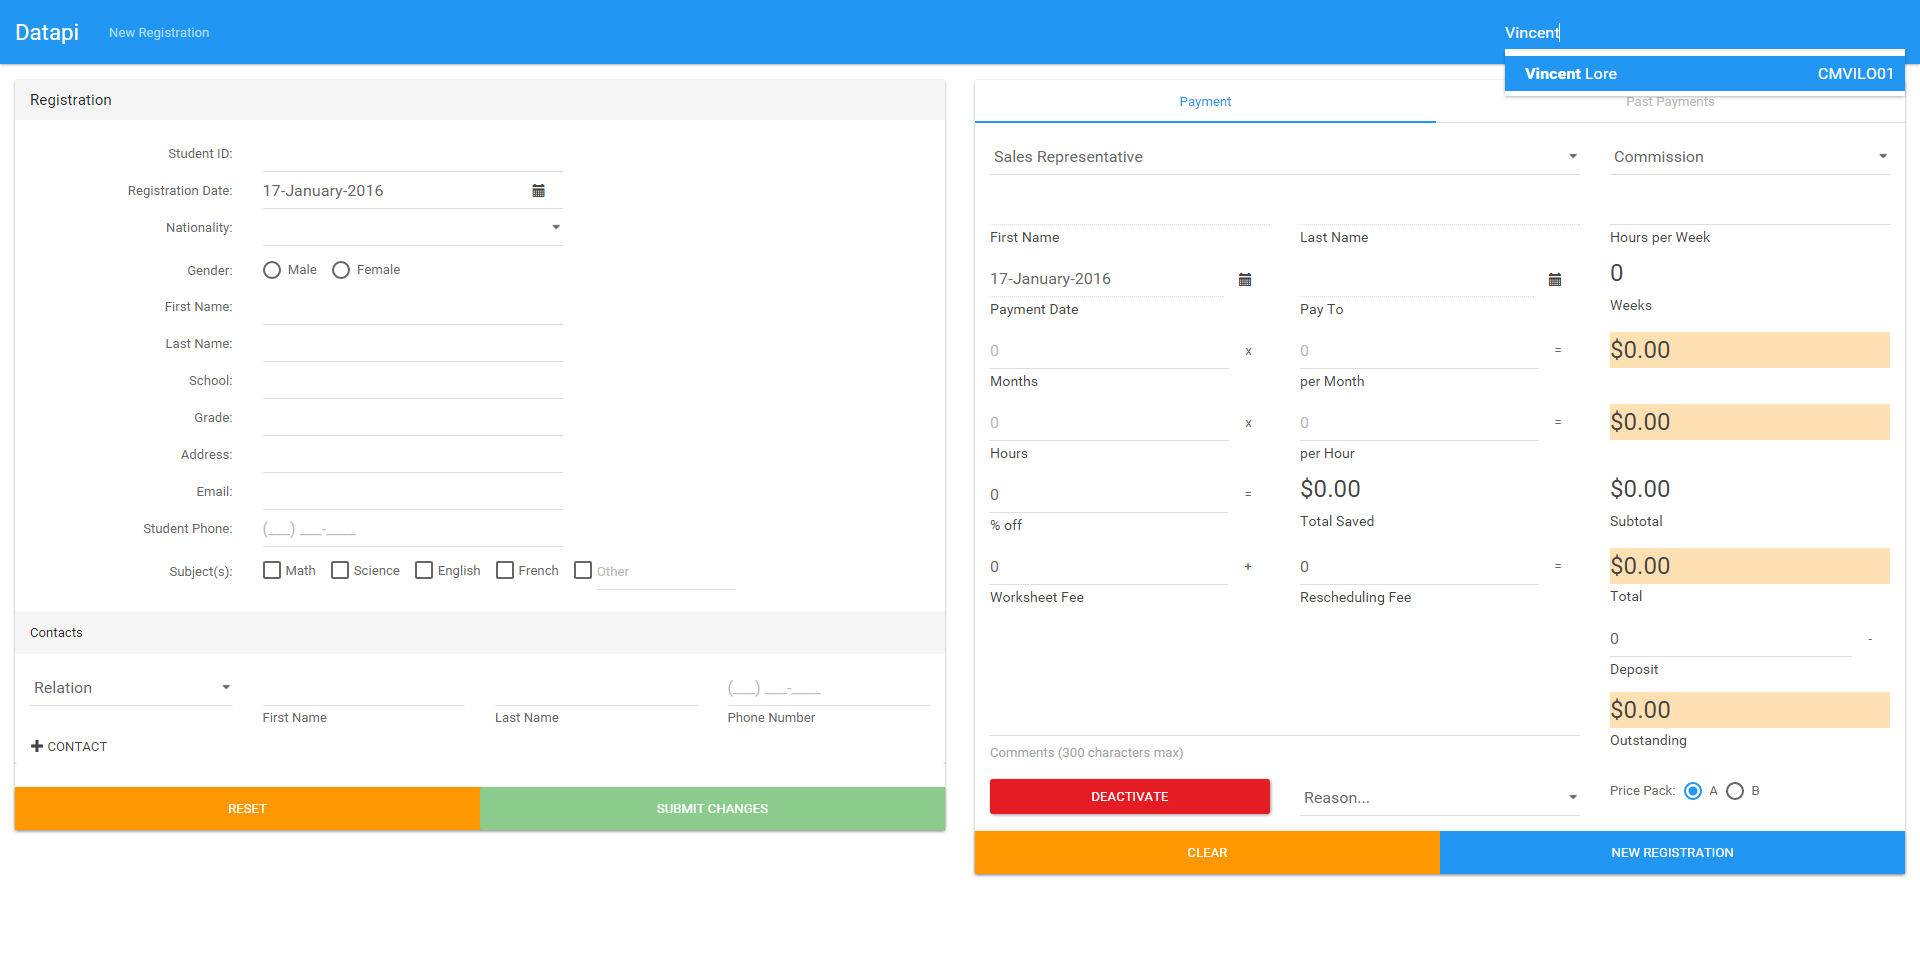 Datapi New Registration Vincent
Vincent Lore CMVILO01
Registration
Student ID:
Registration Date: 17-January-2016
Nationality:
Gender: Male Female
First Name:
Last Name:
School:
Grade:
Address:
Email:
Student Phone: (___) ___-____
Subject(s): Math Science English French Other
Contacts
Relation (___) ___-____
First Name Last Name Phone Number
+ CONTACT
RESET SUBMIT CHANGES
Payment Past Payments
Sales Representative Commission
First Name Last Name Hours per Week
17-January-2016 0
Payment Date Pay To Weeks
0 x 0 = $0.00
Months per Month
0 x 0 = $0.00
Hours per Hour
0 = $0.00 $0.00
% off Total Saved Subtotal
0 + 0 = $0.00
Worksheet Fee Rescheduling Fee Total
0 -
Deposit
$0.00
Outstanding
Comments (300 characters max)
DEACTIVATE Reason... Price Pack: A B
CLEAR NEW REGISTRATION